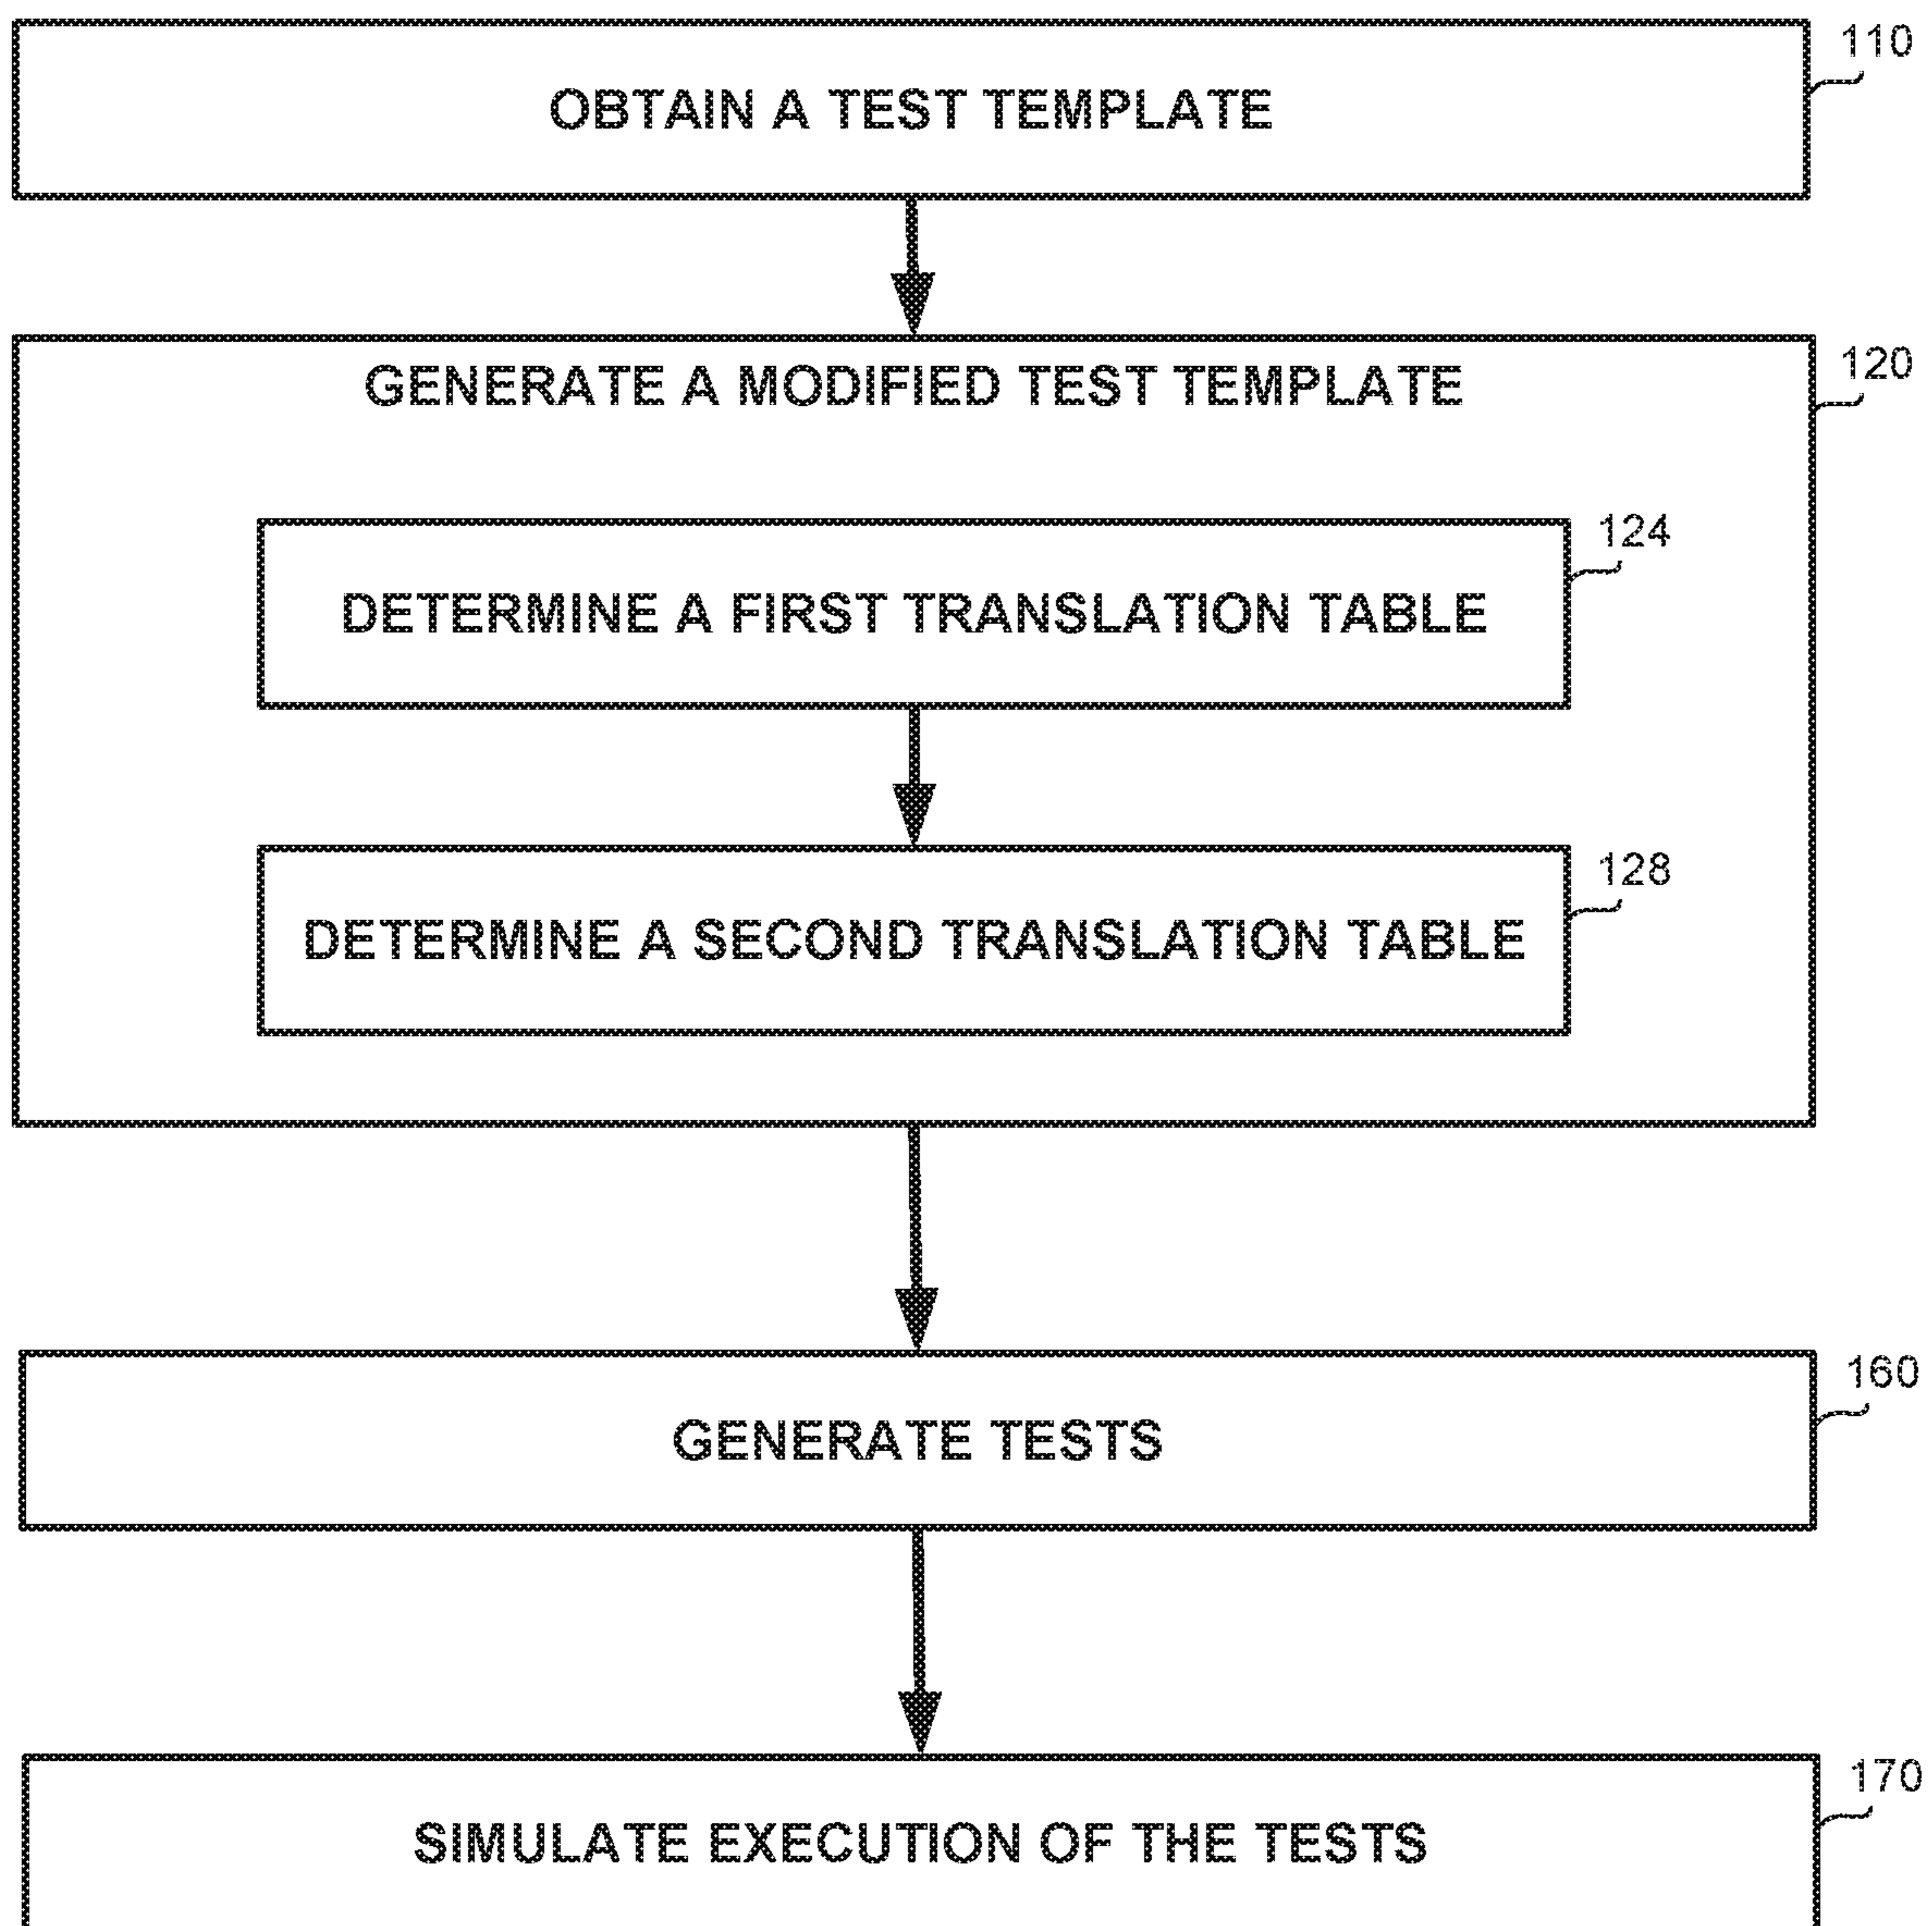 110
OBTAIN A TEST TEMPLATE
120
GENERATE A MODIFIED TEST TEMPLATE
124
DETERMINE A FIRST TRANSLATION TABLE
128
DETERMINE A SECOND TRANSLATION TABLE
160
GENERATE TESTS
170
SIMULATE EXECUTION OF THE TESTS